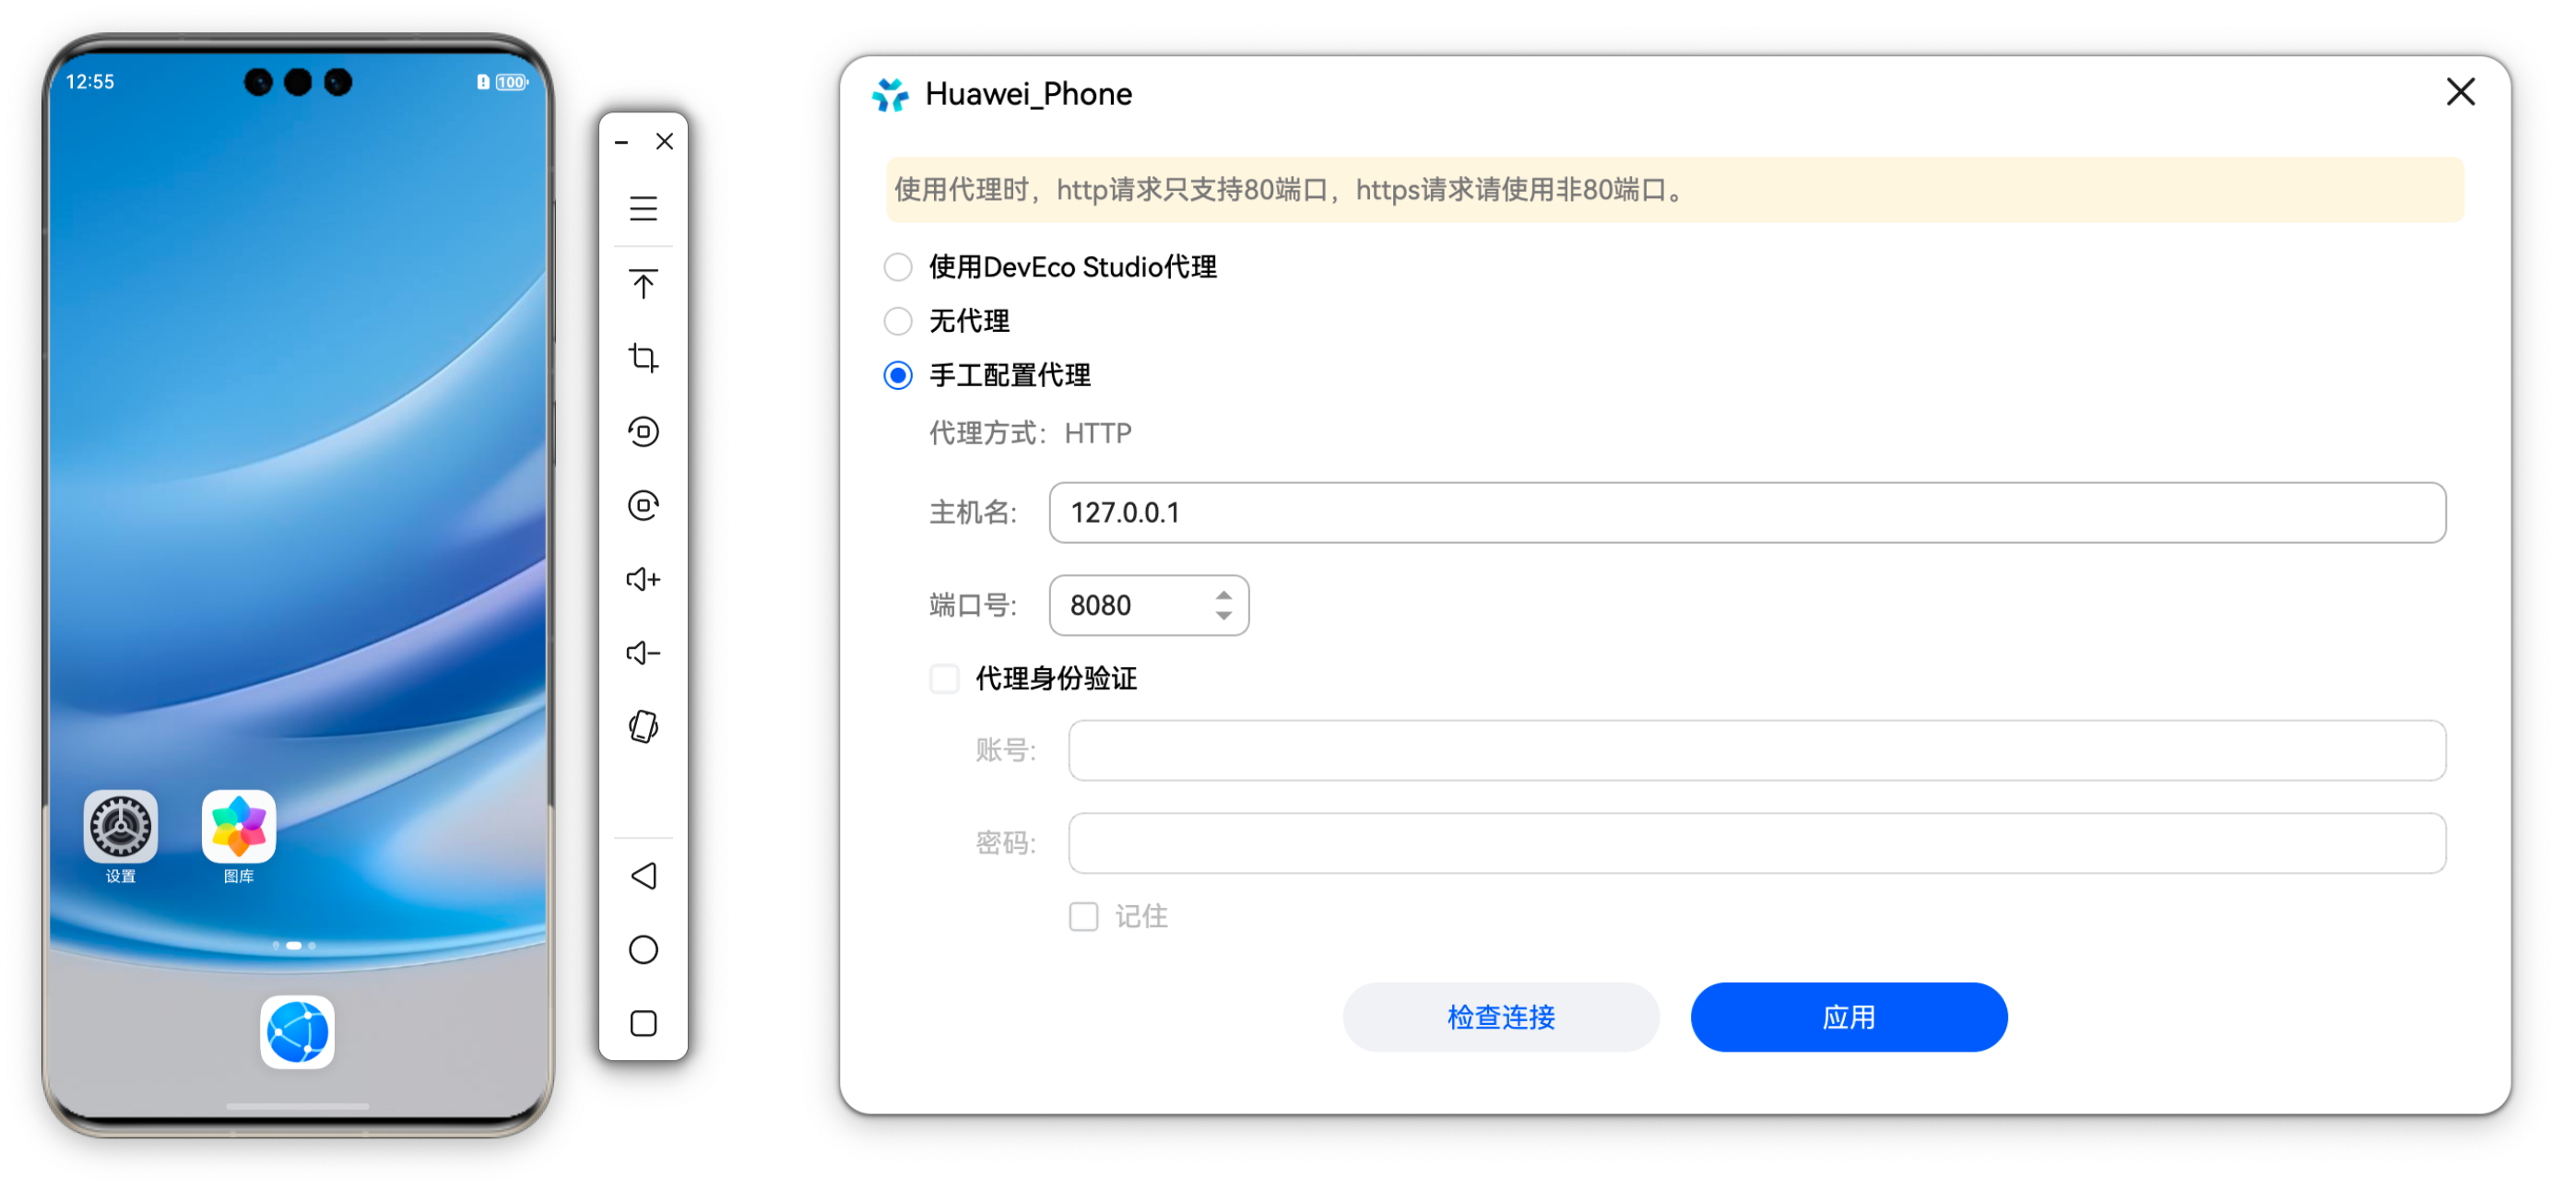 12:55
100
设置
图库
Huawei_Phone
使用代理时，http请求只支持80端口，https请求请使用非80端口。
使用DevEco Studio代理
无代理
手工配置代理
代理方式：HTTP
主机名: 127.0.0.1
端口号: 8080
代理身份验证
账号:
密码:
记住
检查连接
应用